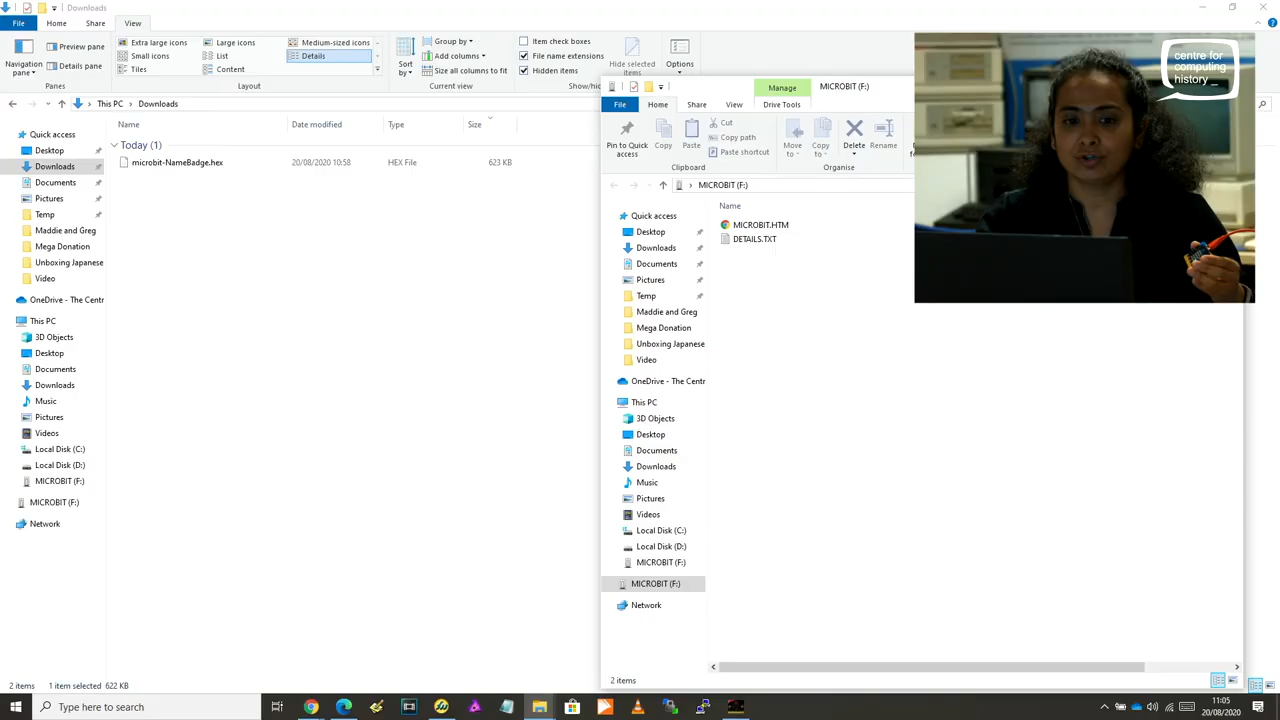 Downloads
File Home Share View
Navigation pane
Preview pane
Details pane
Panes
Extra large icons Large icons Medium-sized icons
Small icons List Details
Tiles Content
Layout
Sort by
Group by
Add columns
Size all columns to fit
Current view
Item check boxes
File name extensions
Hidden items
Hide selected items
Show/hid
Options
This PC > Downloads
Name Date modified Type Size
Today (1)
microbit-NameBadge.hex 20/08/2020 10:58 HEX File 623 KB
Quick access
Desktop
Downloads
Documents
Pictures
Temp
Maddie and Greg
Mega Donation
Unboxing Japanese
Video
OneDrive - The Centr
This PC
3D Objects
Desktop
Documents
Downloads
Music
Pictures
Videos
Local Disk (C:)
Local Disk (D:)
MICROBIT (F:)
MICROBIT (F:)
Network
2 items 1 item selected 622 KB
Manage MICROBIT (F:)
File Home Share View Drive Tools
Pin to Quick access
Copy
Paste
Cut
Copy path
Paste shortcut
Clipboard
Move to
Copy to
Delete
Rename
Organise
> MICROBIT (F:)
Name
MICROBIT.HTM
DETAILS.TXT
Quick access
Desktop
Downloads
Documents
Pictures
Temp
Maddie and Greg
Mega Donation
Unboxing Japanese
Video
OneDrive - The Centr
This PC
3D Objects
Desktop
Documents
Downloads
Music
Pictures
Videos
Local Disk (C:)
Local Disk (D:)
MICROBIT (F:)
MICROBIT (F:)
Network
2 items
centre for
computing
history _
Type here to search
11:05
20/08/2020